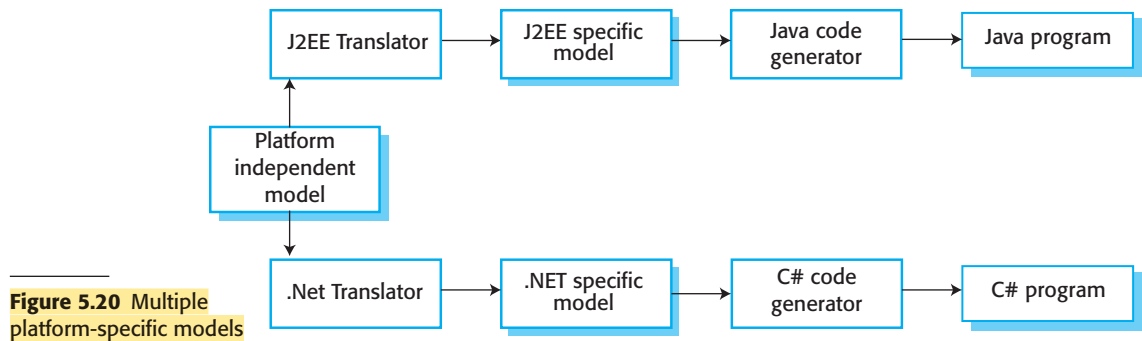 J2EE Translator
J2EE specific
model
Java code
generator
Java program
Platform
independent
model
.Net Translator
.NET specific
model
C# code
generator
C# program
Figure 5.20 Multiple
platform-specific models